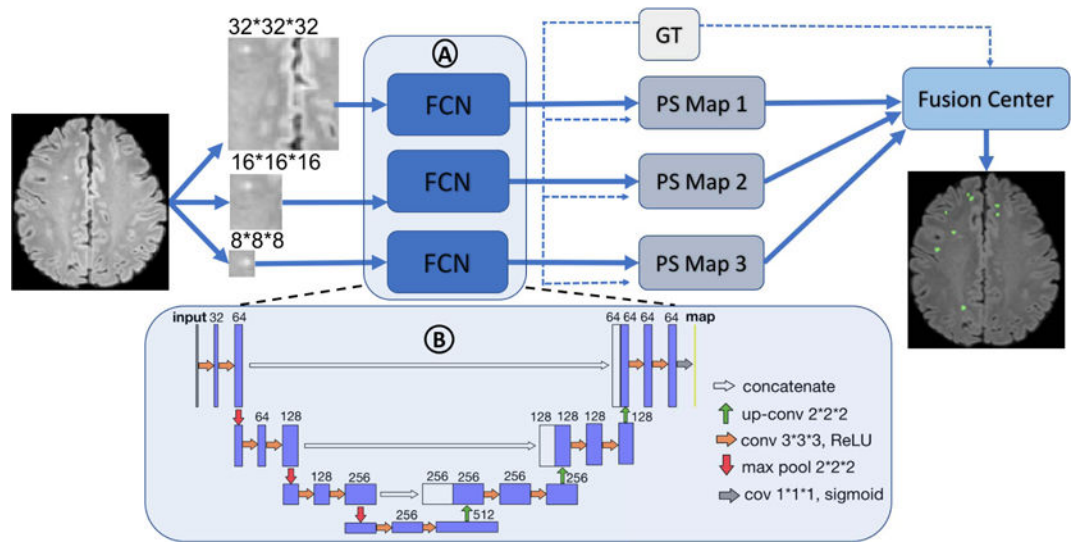 32*32*32
A
GT
FCN
PS Map 1
Fusion Center
16*16*16
FCN
PS Map 2
8*8*8
FCN
PS Map 3
B
input 32 64
64 64 64 64 map
64 128
128 128 128 128
128 256
256 256 256 256
256 512
concatenate
up-conv 2*2*2
conv 3*3*3, ReLU
max pool 2*2*2
cov 1*1*1, sigmoid